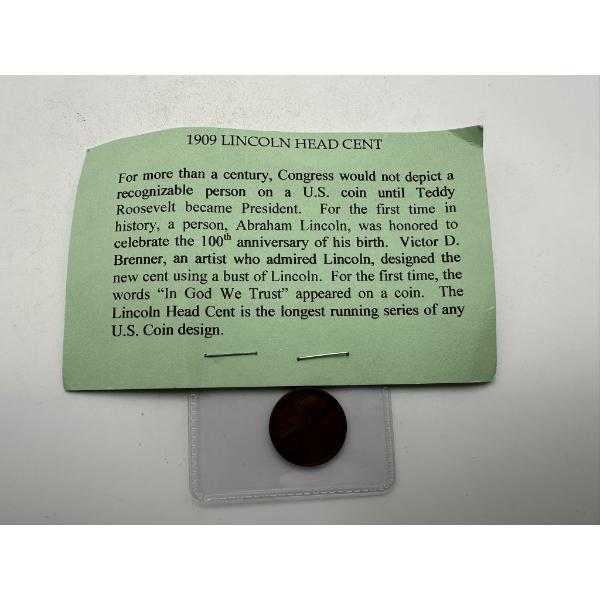 1909 LINCOLN HEAD CENT
For more than a century, Congress would not depict a
recognizable person on a U.S. coin until Teddy
Roosevelt became President. For the first time in
history, a person, Abraham Lincoln, was honored to
celebrate the 100th anniversary of his birth. Victor D.
Brenner, an artist who admired Lincoln, designed the
new cent using a bust of Lincoln. For the first time, the
words “In God We Trust” appeared on a coin. The
Lincoln Head Cent is the longest running series of any
U.S. Coin design.